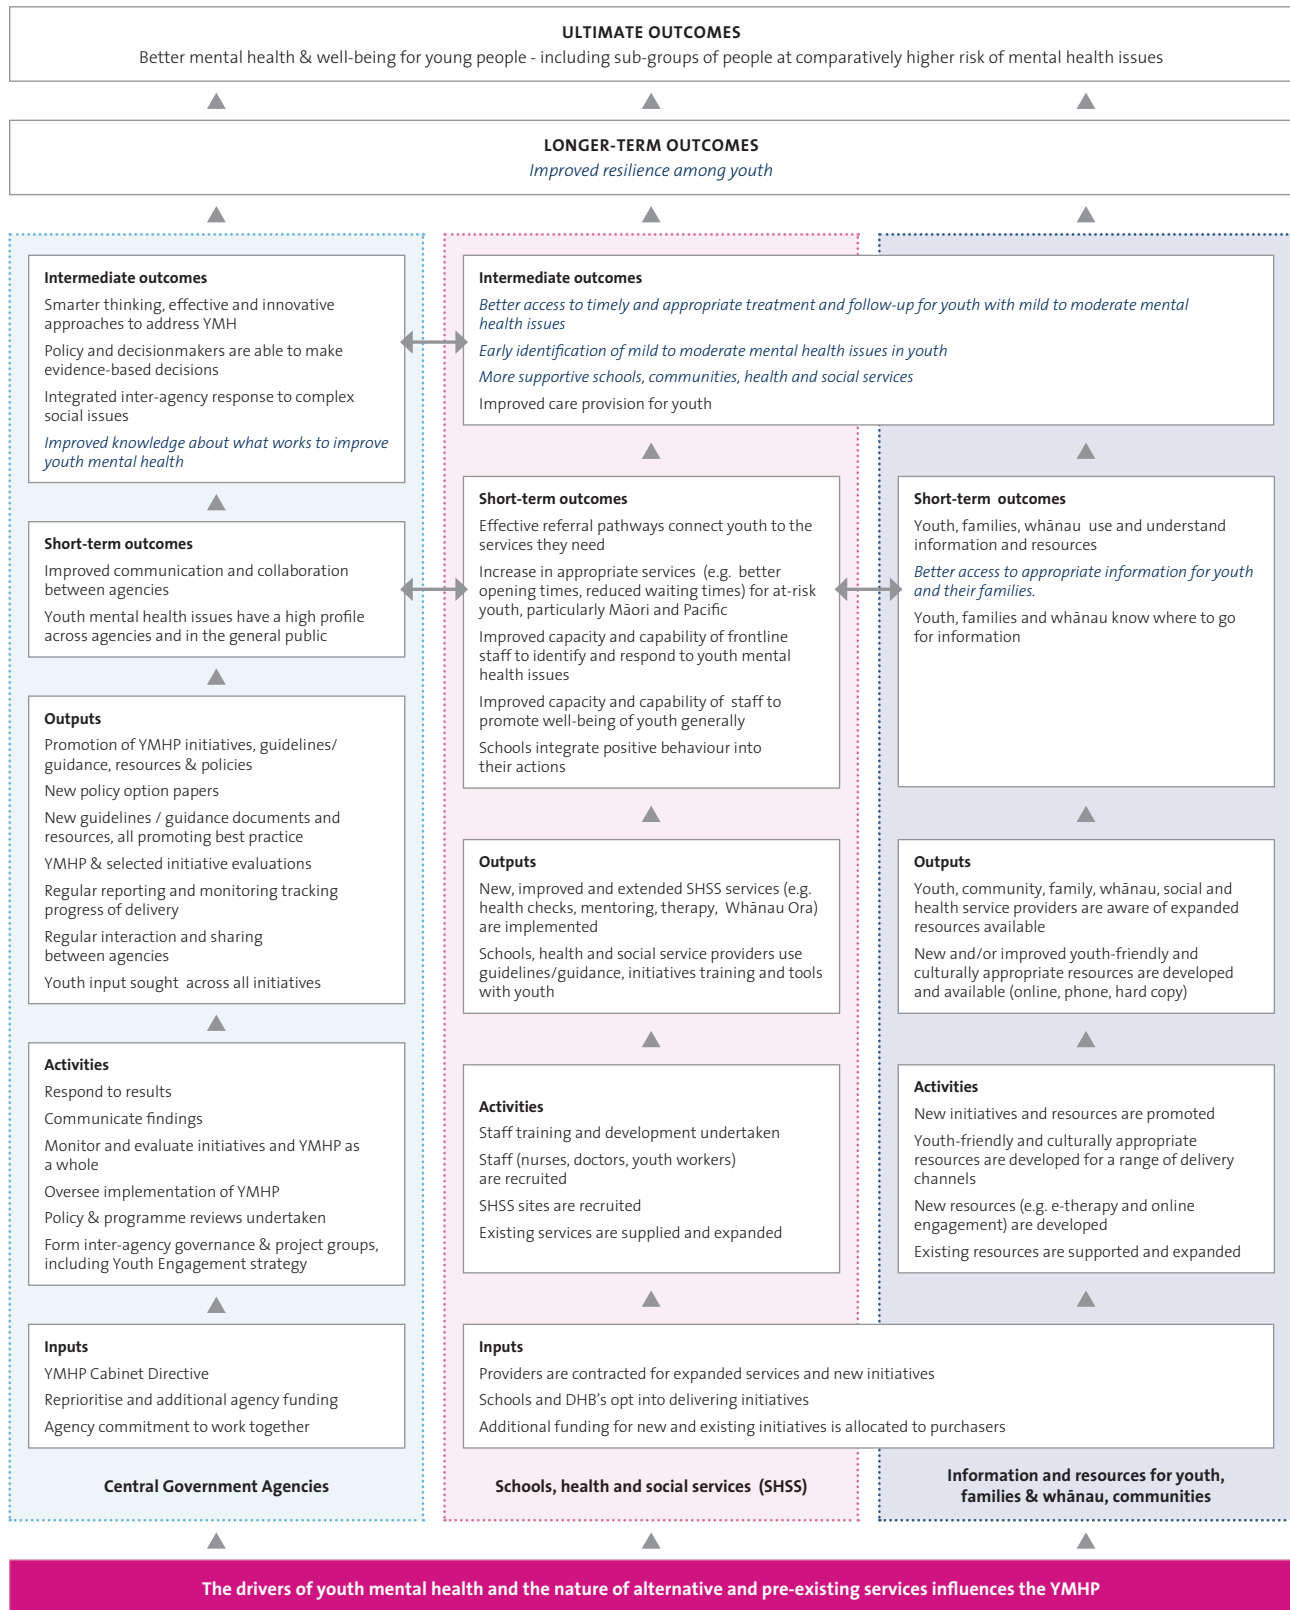 ULTIMATE OUTCOMES
Better mental health & well-being for young people - including sub-groups of people at comparatively higher risk of mental health issues
LONGER-TERM OUTCOMES
Improved resilience among youth
Intermediate outcomes
Smarter thinking, effective and innovative
approaches to address YMH
Policy and decisionmakers are able to make
evidence-based decisions
Integrated inter-agency response to complex
social issues
Improved knowledge about what works to improve
youth mental health
Short-term outcomes
Improved communication and collaboration
between agencies
Youth mental health issues have a high profile
across agencies and in the general public
Outputs
Promotion of YMHP initiatives, guidelines/
guidance, resources & policies
New policy option papers
New guidelines / guidance documents and
resources, all promoting best practice
YMHP & selected initiative evaluations
Regular reporting and monitoring tracking
progress of delivery
Regular interaction and sharing
between agencies
Youth input sought across all initiatives
Activities
Respond to results
Communicate findings
Monitor and evaluate initiatives and YMHP as
a whole
Oversee implementation of YMHP
Policy & programme reviews undertaken
Form inter-agency governance & project groups,
including Youth Engagement strategy
Inputs
YMHP Cabinet Directive
Reprioritise and additional agency funding
Agency commitment to work together
Central Government Agencies
Intermediate outcomes
Better access to timely and appropriate treatment and follow-up for youth with mild to moderate mental
health issues
Early identification of mild to moderate mental health issues in youth
More supportive schools, communities, health and social services
Improved care provision for youth
Short-term outcomes
Effective referral pathways connect youth to the
services they need
Increase in appropriate services (e.g. better
opening times, reduced waiting times) for at-risk
youth, particularly Māori and Pacific
Improved capacity and capability of frontline
staff to identify and respond to youth mental
health issues
Improved capacity and capability of staff to
promote well-being of youth generally
Schools integrate positive behaviour into
their actions
Outputs
New, improved and extended SHSS services (e.g.
health checks, mentoring, therapy, Whānau Ora)
are implemented
Schools, health and social service providers use
guidelines/guidance, initiatives training and tools
with youth
Activities
Staff training and development undertaken
Staff (nurses, doctors, youth workers)
are recruited
SHSS sites are recruited
Existing services are supplied and expanded
Short-term outcomes
Youth, families, whānau use and understand
information and resources
Better access to appropriate information for youth
and their families.
Youth, families and whānau know where to go
for information
Outputs
Youth, community, family, whānau, social and
health service providers are aware of expanded
resources available
New and/or improved youth-friendly and
culturally appropriate resources are developed
and available (online, phone, hard copy)
Activities
New initiatives and resources are promoted
Youth-friendly and culturally appropriate
resources are developed for a range of delivery
channels
New resources (e.g. e-therapy and online
engagement) are developed
Existing resources are supported and expanded
Inputs
Providers are contracted for expanded services and new initiatives
Schools and DHB's opt into delivering initiatives
Additional funding for new and existing initiatives is allocated to purchasers
Schools, health and social services (SHSS)
Information and resources for youth,
families & whānau, communities
The drivers of youth mental health and the nature of alternative and pre-existing services influences the YMHP